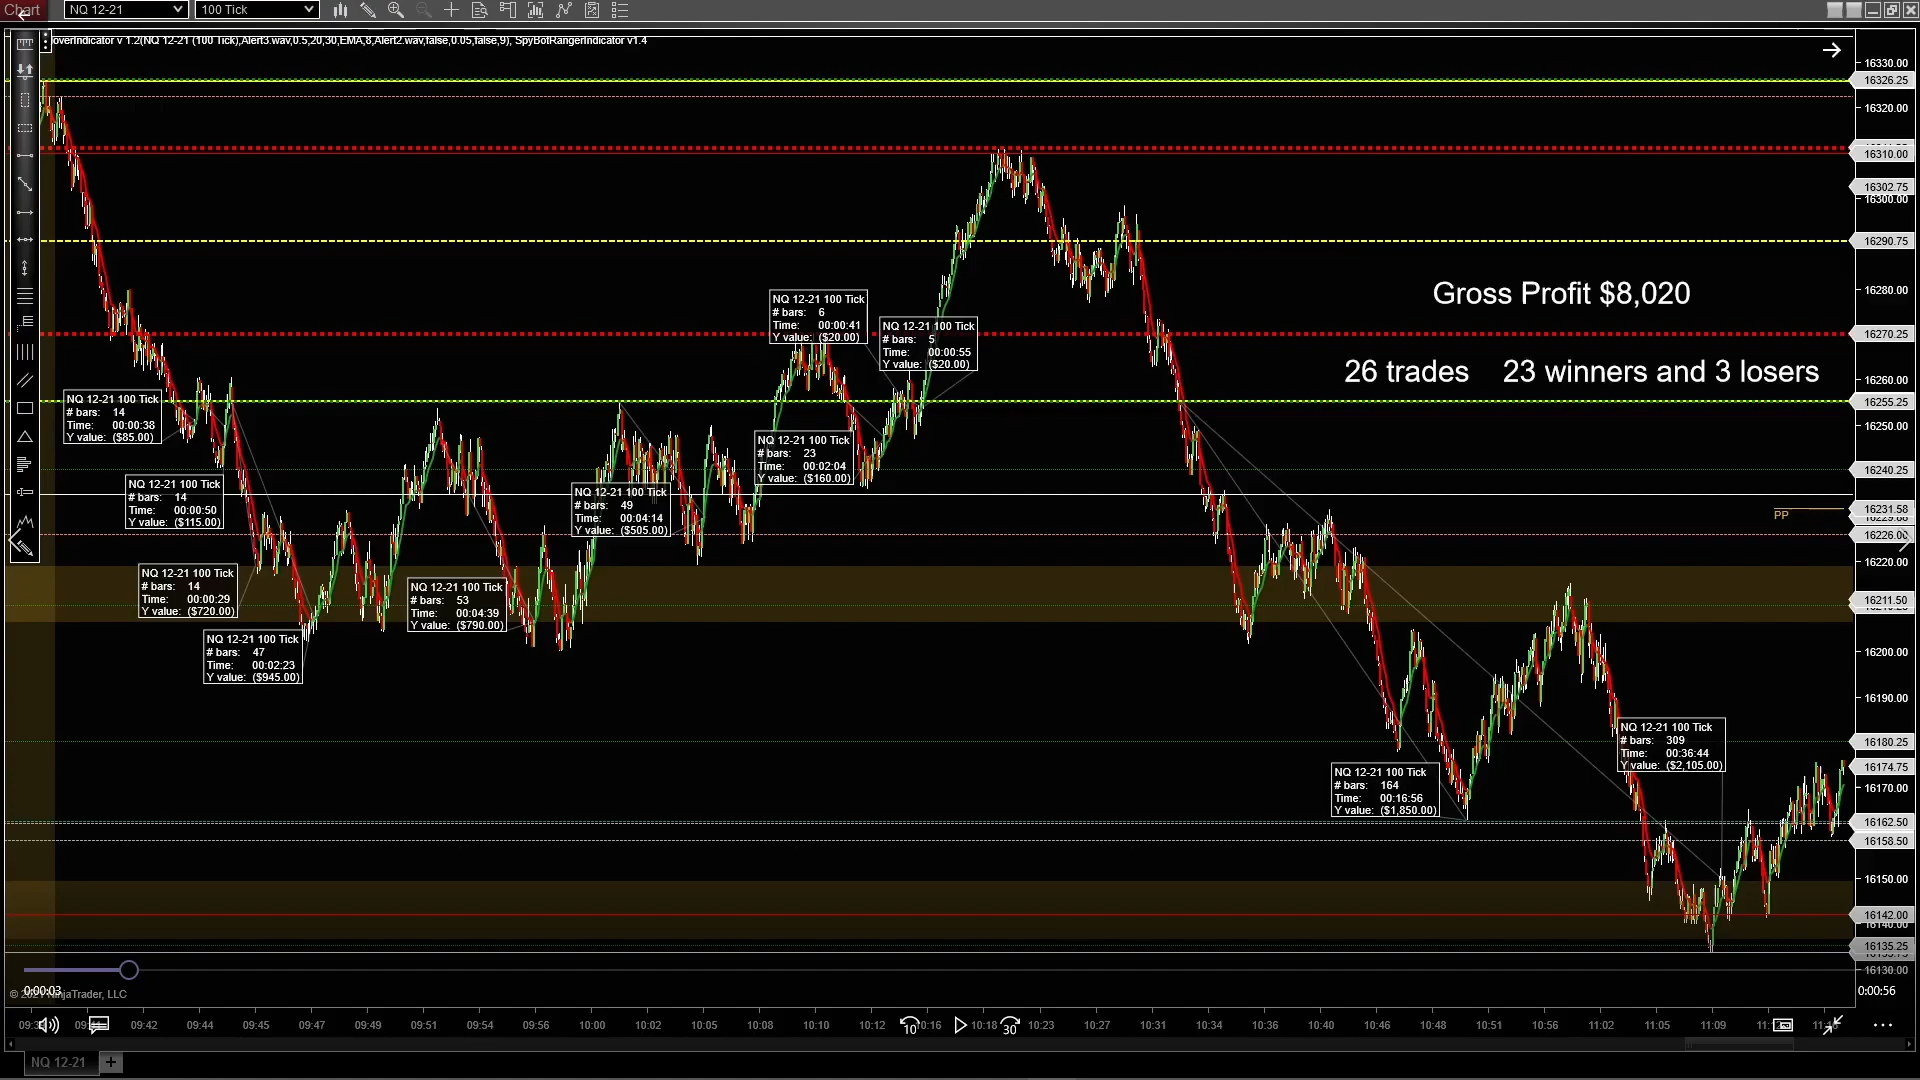 Chart
NQ 12-21
100 Tick
overIndicator v 1.2(NQ 12-21 (100 Tick),Alert3.wav,0.5,20,30,EMA,8,Alert2.wav,false,0.05,false,9), SpyBotRangerIndicator v1.4
16330.00
16326.25
16320.00
16310.00
16302.75
16300.00
16290.75
16280.00
16270.25
16260.00
16255.25
16250.00
16240.25
16231.58
16226.00
16220.00
16211.50
16200.00
16190.00
16180.25
16174.75
16170.00
16162.50
16158.50
16150.00
16142.00
16140.00
16135.25
16130.00
Gross Profit $8,020
26 trades 23 winners and 3 losers
NQ 12-21 100 Tick
# bars: 6
Time: 00:00:41
Y value: ($20.00)
NQ 12-21 100 Tick
# bars: 5
Time: 00:00:55
Y value: ($20.00)
NQ 12-21 100 Tick
# bars: 14
Time: 00:00:38
Y value: ($85.00)
NQ 12-21 100 Tick
# bars: 23
Time: 00:02:04
Y value: ($160.00)
NQ 12-21 100 Tick
# bars: 14
Time: 00:00:50
Y value: ($115.00)
NQ 12-21 100 Tick
# bars: 49
Time: 00:04:14
Y value: ($505.00)
NQ 12-21 100 Tick
# bars: 14
Time: 00:00:29
Y value: ($720.00)
NQ 12-21 100 Tick
# bars: 53
Time: 00:04:39
Y value: ($790.00)
NQ 12-21 100 Tick
# bars: 47
Time: 00:02:23
Y value: ($945.00)
NQ 12-21 100 Tick
# bars: 309
Time: 00:36:44
Y value: ($2,105.00)
NQ 12-21 100 Tick
# bars: 164
Time: 00:16:56
Y value: ($1,850.00)
PP
0:00:03
© 2021 NinjaTrader, LLC
0:00:56
09:42 09:44 09:45 09:47 09:49 09:51 09:54 09:56 10:00 10:02 10:05 10:08 10:10 10:12 10:16 10:18 10:23 10:27 10:31 10:34 10:36 10:40 10:46 10:48 10:51 10:56 11:02 11:05 11:09
10
30
NQ 12-21